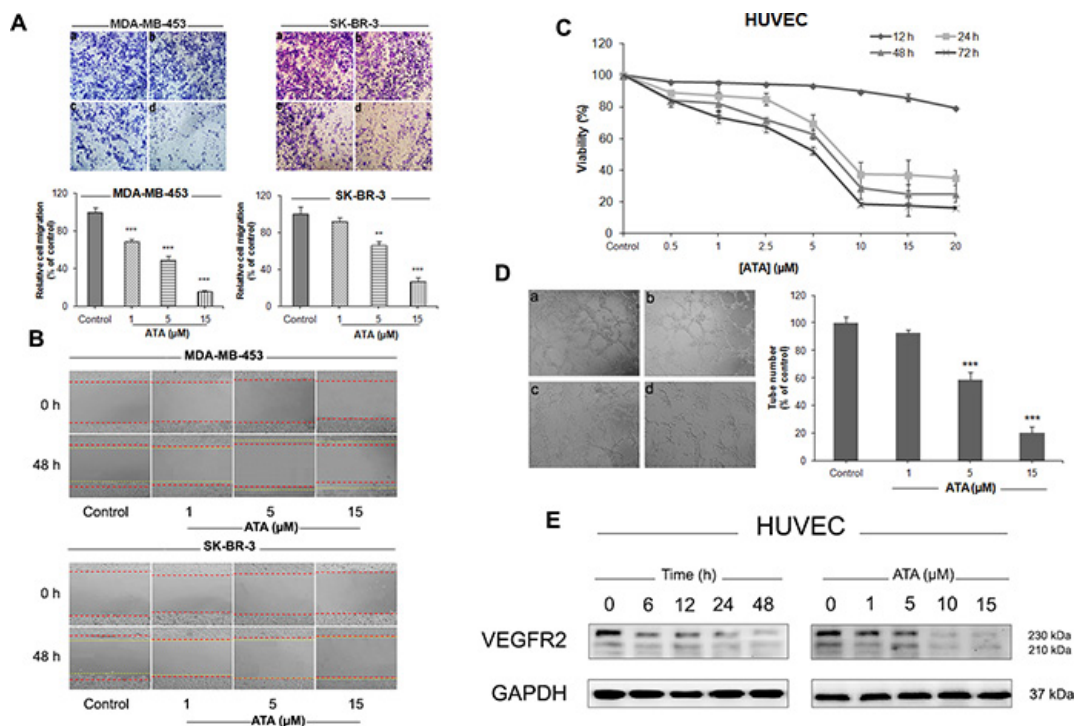 A
MDA-MB-453
SK-BR-3
a
b
c
d
a
b
c
d
MDA-MB-453
Relative cell migration
(% of control)
120
80
40
0
***
***
***
Control
1
5
15
ATA (μM)
SK-BR-3
Relative cell migration
(% of control)
120
80
40
0
**
***
Control
1
5
15
ATA (μM)
B
MDA-MB-453
0 h
48 h
Control
1
5
15
ATA (μM)
SK-BR-3
0 h
48 h
Control
1
5
15
ATA (μM)
C
HUVEC
12 h
24 h
48 h
72 h
Viability (%)
120
100
80
60
40
20
0
Control
0.5
1
2.5
5
10
15
20
[ATA] (μM)
D
a
b
c
d
Tube number
(% of control)
120
100
80
60
40
20
0
***
***
Control
1
5
15
ATA (μM)
E
HUVEC
Time (h)
0 6 12 24 48
ATA (μM)
0 1 5 10 15
VEGFR2
230 kDa
210 kDa
GAPDH
37 kDa